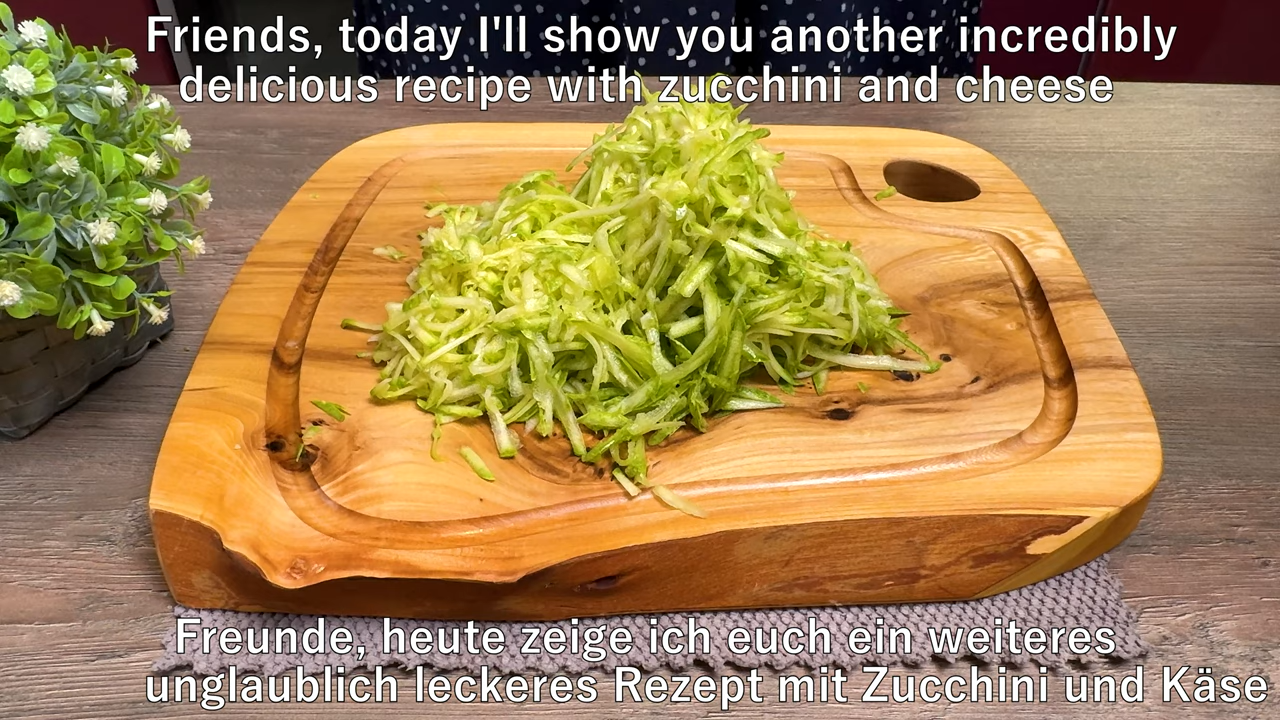 Friends, today I'll show you another incredibly
delicious recipe with zucchini and cheese
Freunde, heute zeige ich euch ein weiteres
unglaublich leckeres Rezept mit Zucchini und Käse